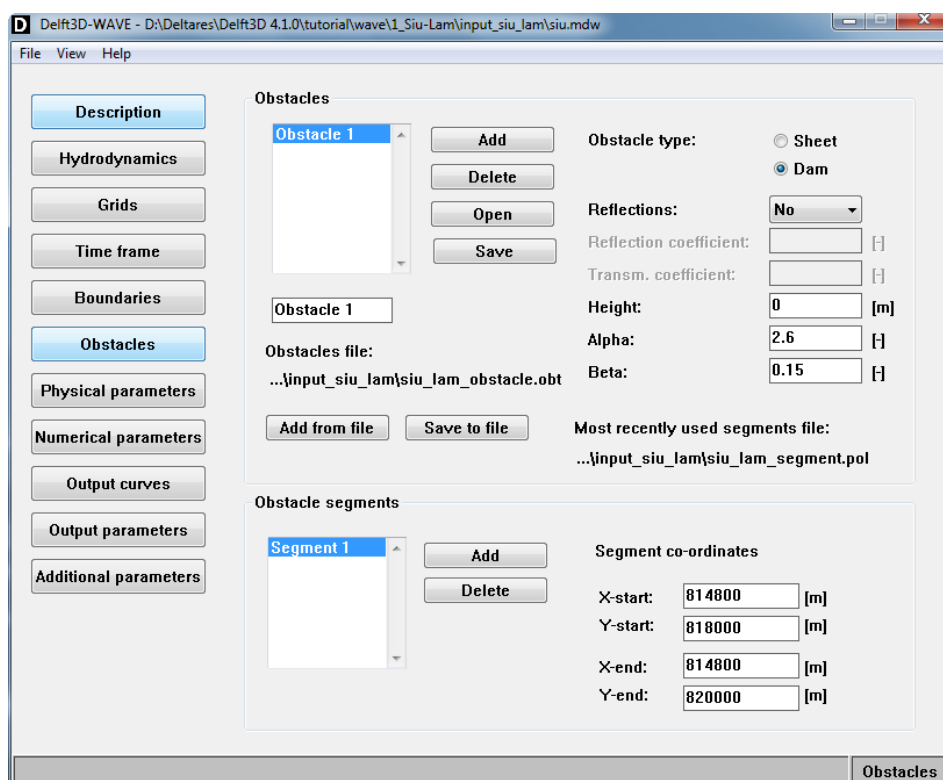 D Delft3D-WAVE - D:\Deltares\Delft3D 4.1.0\tutorial\wave\1_Siu-Lam\input_siu_lam\siu.mdw
File View Help
Description
Hydrodynamics
Grids
Time frame
Boundaries
Obstacles
Physical parameters
Numerical parameters
Output curves
Output parameters
Additional parameters
Obstacles
Obstacle 1
Add
Delete
Open
Save
Obstacle 1
Obstacles file:
...\input_siu_lam\siu_lam_obstacle.obt
Add from file Save to file
Obstacle type: Sheet
Dam
Reflections: No
Reflection coefficient: [-]
Transm. coefficient: [-]
Height: 0 [m]
Alpha: 2.6 [-]
Beta: 0.15 [-]
Most recently used segments file:
...\input_siu_lam\siu_lam_segment.pol
Obstacle segments
Segment 1
Add
Delete
Segment co-ordinates
X-start: 814800 [m]
Y-start: 818000 [m]
X-end: 814800 [m]
Y-end: 820000 [m]
Obstacles